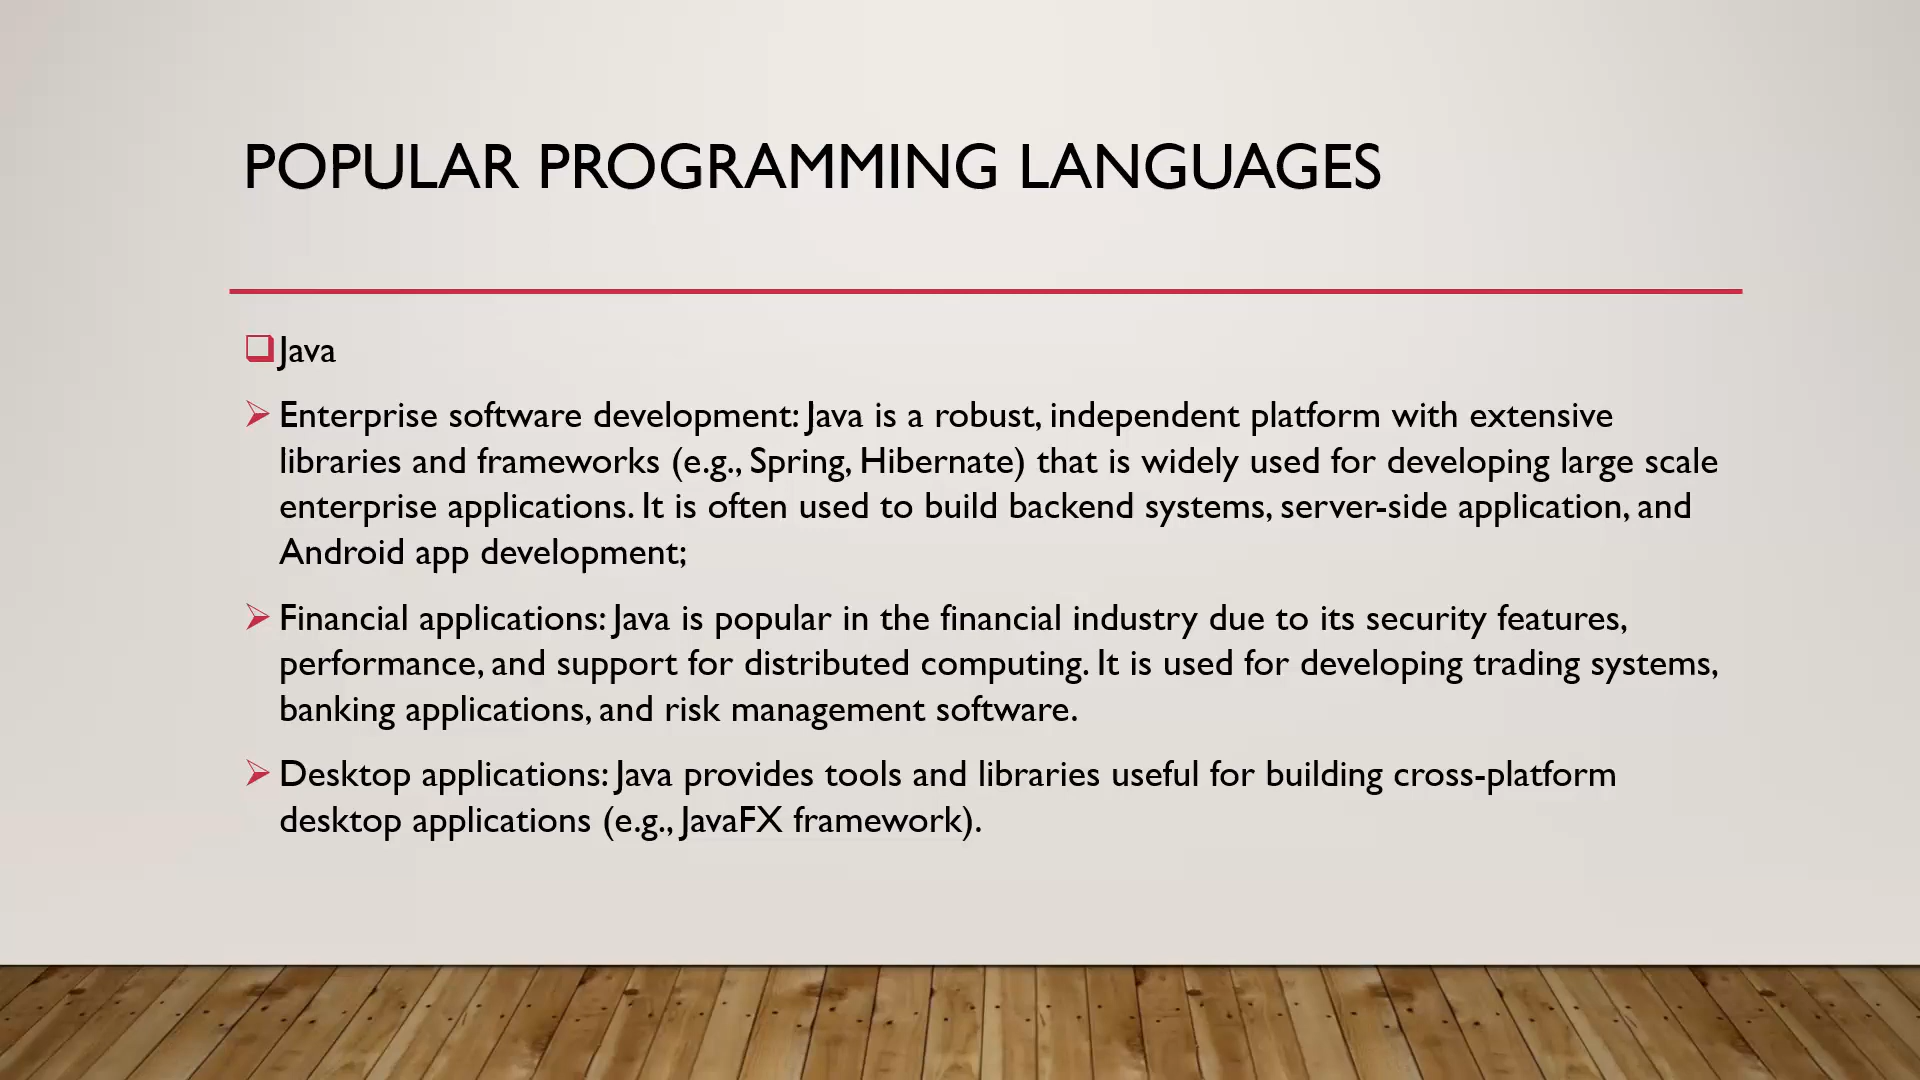 POPULAR PROGRAMMING LANGUAGES
Java
Enterprise software development: Java is a robust, independent platform with extensive
libraries and frameworks (e.g., Spring, Hibernate) that is widely used for developing large scale
enterprise applications. It is often used to build backend systems, server-side application, and
Android app development;
Financial applications: Java is popular in the financial industry due to its security features,
performance, and support for distributed computing. It is used for developing trading systems,
banking applications, and risk management software.
Desktop applications: Java provides tools and libraries useful for building cross-platform
desktop applications (e.g., JavaFX framework).